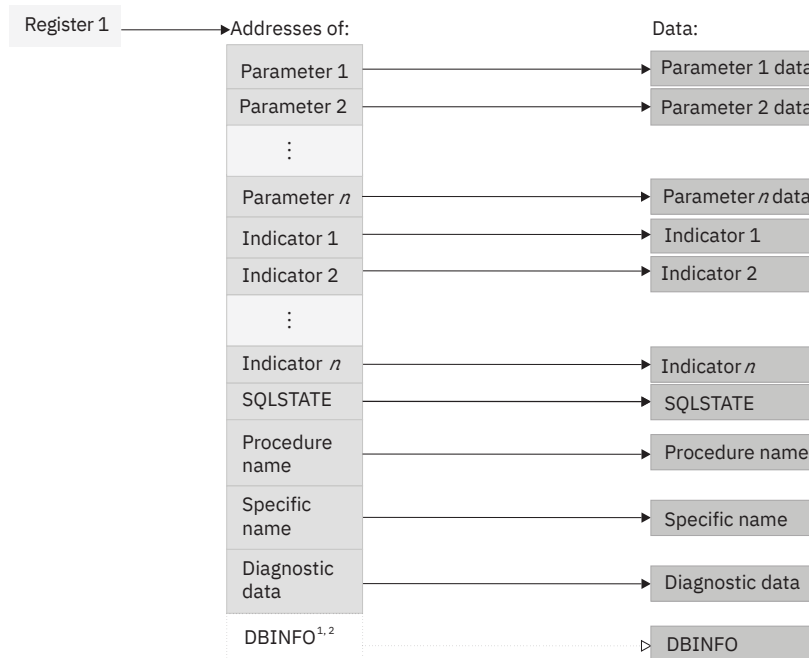 Register 1
Addresses of:
Data:
Parameter 1
Parameter 1 data
Parameter 2
Parameter 2 data
⋮
Parameter n
Parameter n data
Indicator 1
Indicator 1
Indicator 2
Indicator 2
⋮
Indicator n
Indicator n
SQLSTATE
SQLSTATE
Procedure
name
Procedure name
Specific
name
Specific name
Diagnostic
data
Diagnostic data
DBINFO1, 2
DBINFO